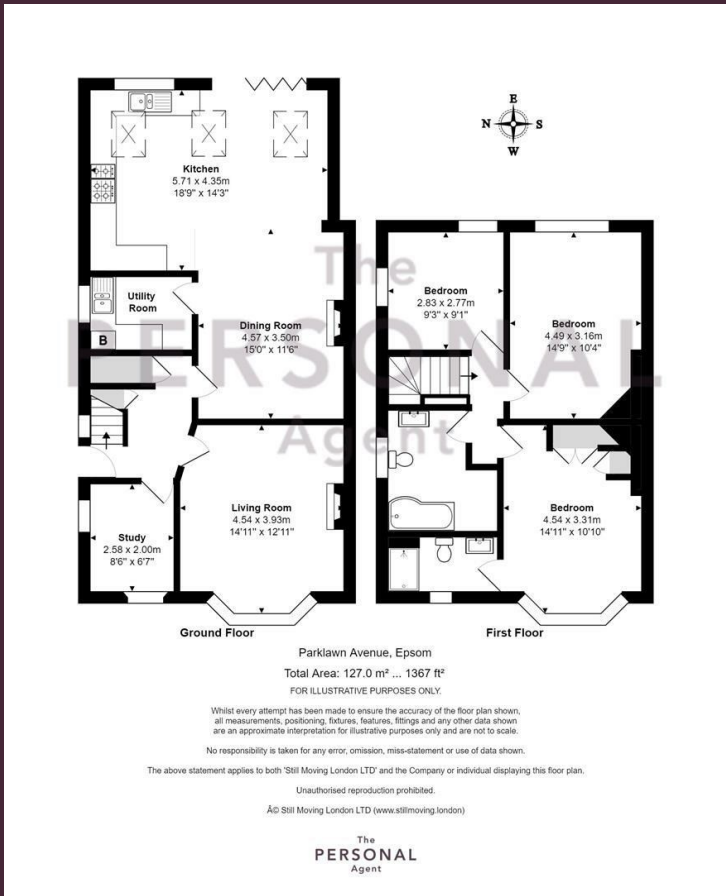 E
N S
W
Kitchen
5.71 x 4.35m
18'9" x 14'3"
Utility
Room
B
Dining Room
4.57 x 3.50m
15'0" x 11'6"
Living Room
4.54 x 3.93m
14'11" x 12'11"
Study
2.58 x 2.00m
8'6" x 6'7"
Ground Floor
Bedroom
2.83 x 2.77m
9'3" x 9'1"
Bedroom
4.49 x 3.16m
14'9" x 10'4"
Bedroom
4.54 x 3.31m
14'11" x 10'10"
First Floor
The
PERSONAL
Agent
Parklawn Avenue, Epsom
Total Area: 127.0 m² ... 1367 ft²
FOR ILLUSTRATIVE PURPOSES ONLY.
Whilst every attempt has been made to ensure the accuracy of the floor plan shown,
all measurements, positioning, fixtures, features, fittings and any other data shown
are an approximate interpretation for illustrative purposes only and are not to scale.
No responsibility is taken for any error, omission, miss-statement or use of data shown.
The above statement applies to both 'Still Moving London LTD' and the Company or individual displaying this floor plan.
Unauthorised reproduction prohibited.
Â© Still Moving London LTD (www.stillmoving.london)
The
PERSONAL
Agent